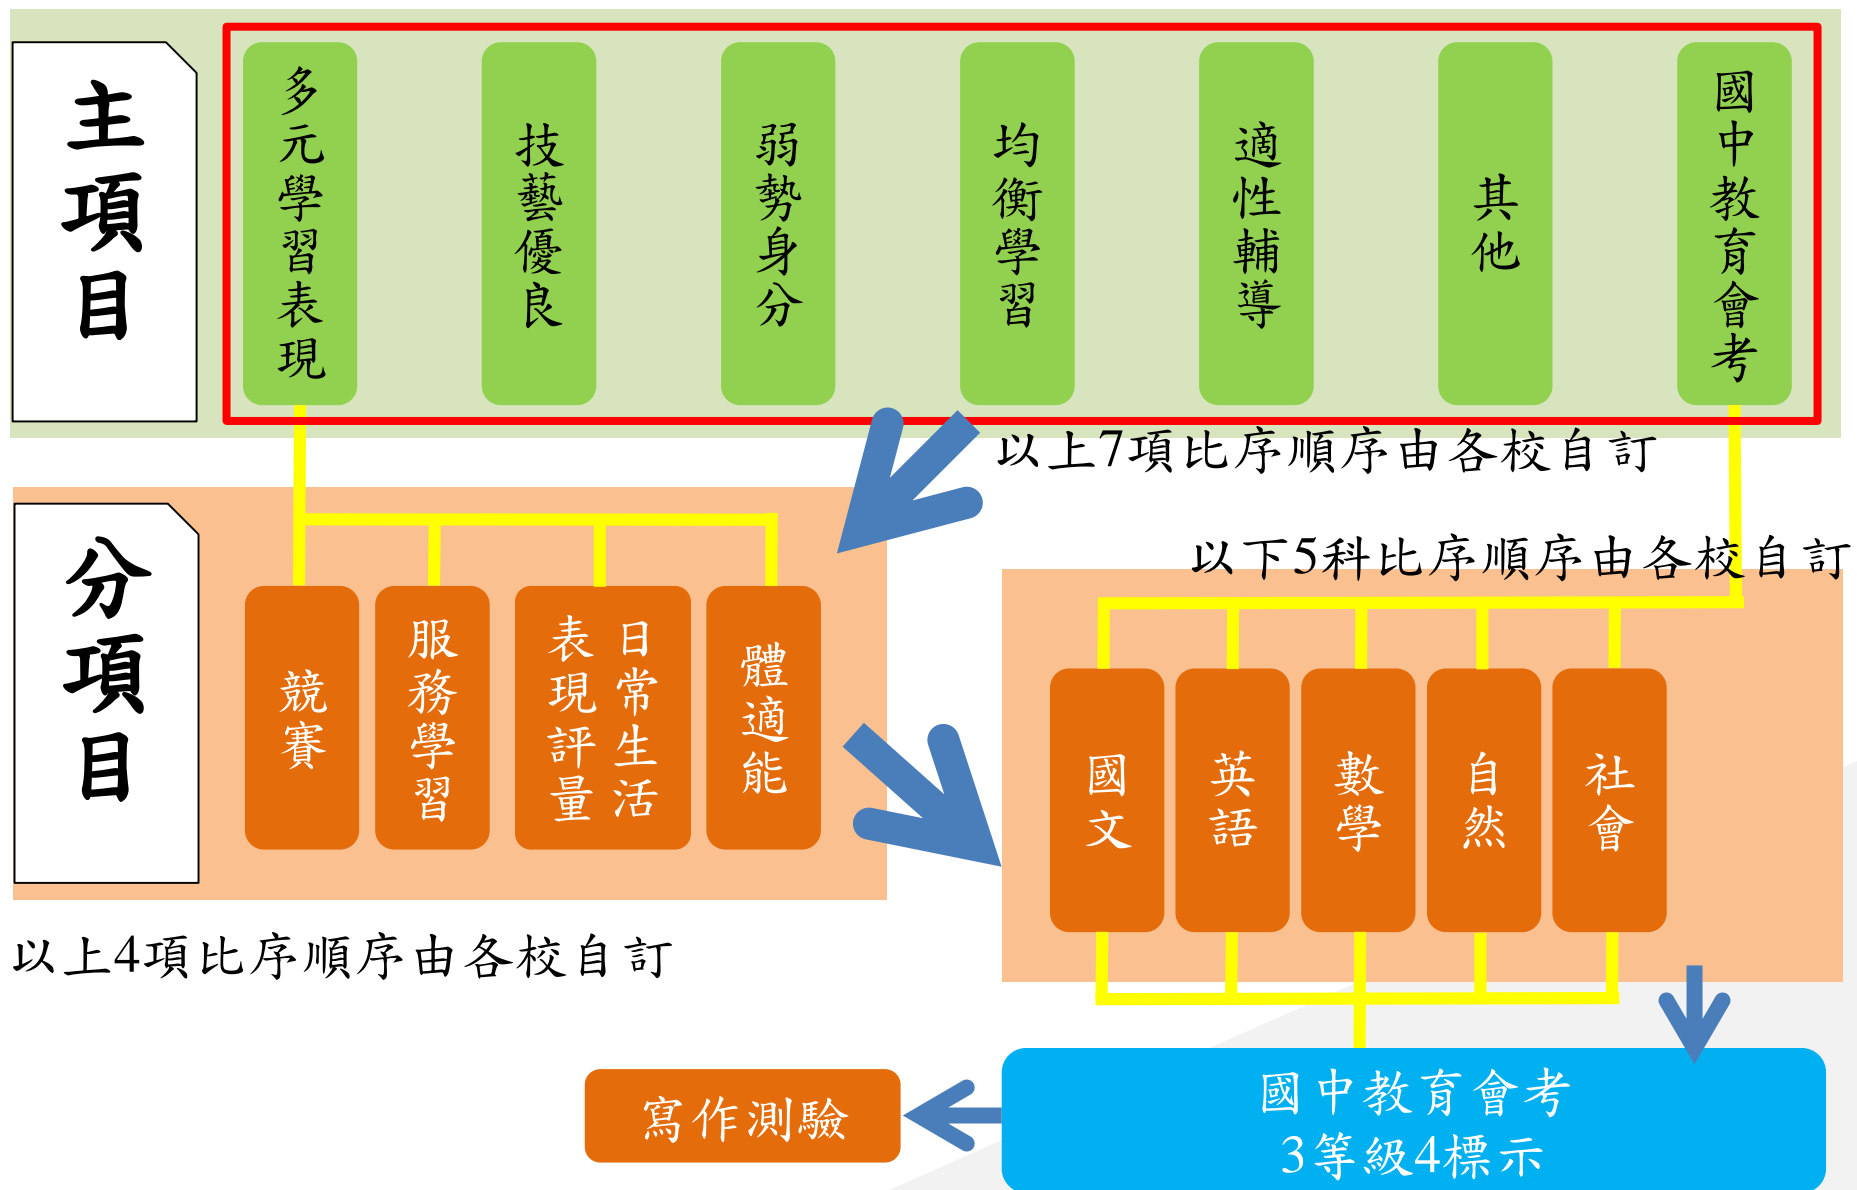 主項目
多元學習表現
技藝優良
弱勢身分
均衡學習
適性輔導
其他
國中教育會考
以上7項比序順序由各校自訂
分項目
競賽
服務學習
日常生活
表現評量
體適能
以上4項比序順序由各校自訂
以下5科比序順序由各校自訂
國文
英語
數學
自然
社會
國中教育會考
3等級4標示
寫作測驗